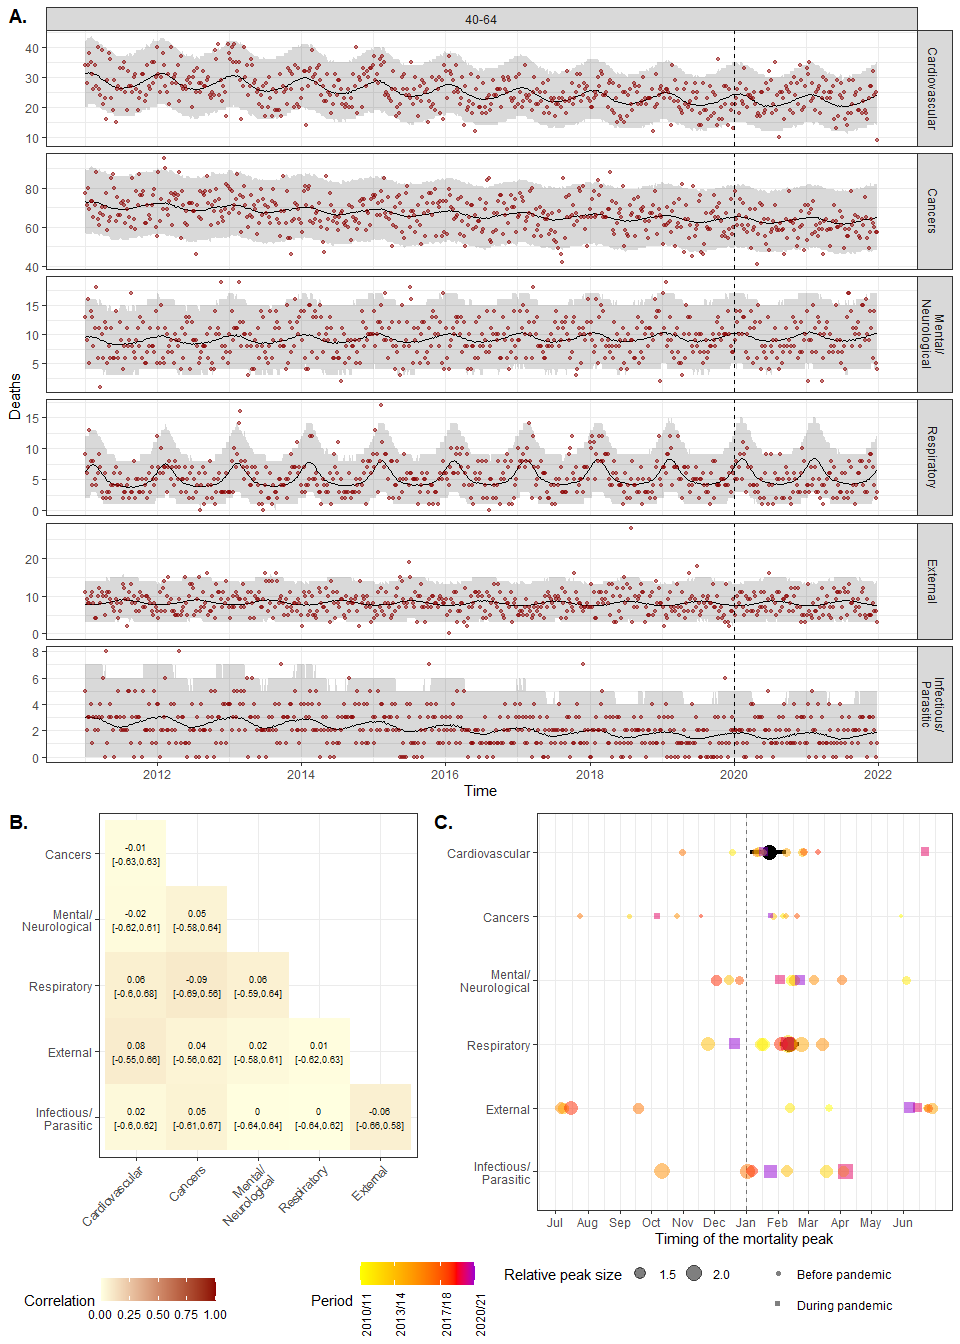 A.
40-64
40
30
20
10
Cardiovascular
80
60
40
Cancers
15
10
5
Mental/
Neurological
15
10
5
0
Respiratory
20
10
0
External
8
6
4
2
0
Infectious/
Parasitic
Deaths
2012
2014
2016
2018
2020
2022
Time
B.
Cancers
-0.01
[-0.63,0.63]
Mental/
Neurological
-0.02
[-0.62,0.61]
0.05
[-0.58,0.64]
Respiratory
0.06
[-0.6,0.68]
-0.09
[-0.69,0.56]
0.06
[-0.59,0.64]
External
0.08
[-0.55,0.66]
0.04
[-0.56,0.62]
0.02
[-0.58,0.61]
0.01
[-0.62,0.63]
Infectious/
Parasitic
0.02
[-0.6,0.62]
0.05
[-0.61,0.67]
0
[-0.64,0.64]
0
[-0.64,0.62]
-0.06
[-0.66,0.58]
Cardiovascular
Cancers
Mental/
Neurological
Respiratory
External
C.
Cardiovascular
Cancers
Mental/
Neurological
Respiratory
External
Infectious/
Parasitic
Jul
Aug
Sep
Oct
Nov
Dec
Jan
Feb
Mar
Apr
May
Jun
Timing of the mortality peak
Correlation
0.00 0.25 0.50 0.75 1.00
Period
2010/11
2013/14
2017/18
2020/21
Relative peak size
1.5
2.0
Before pandemic
During pandemic